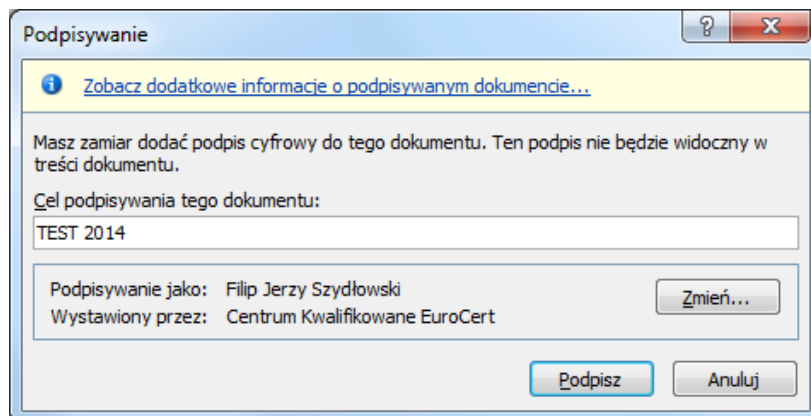 Podpisywanie
Zobacz dodatkowe informacje o podpisywanym dokumencie...
Masz zamiar dodać podpis cyfrowy do tego dokumentu. Ten podpis nie będzie widoczny w
treści dokumentu.
Cel podpisywania tego dokumentu:
TEST 2014
Podpisywanie jako: Filip Jerzy Szydłowski
Zmień...
Wystawiony przez: Centrum Kwalifikowane EuroCert
Podpisz Anuluj